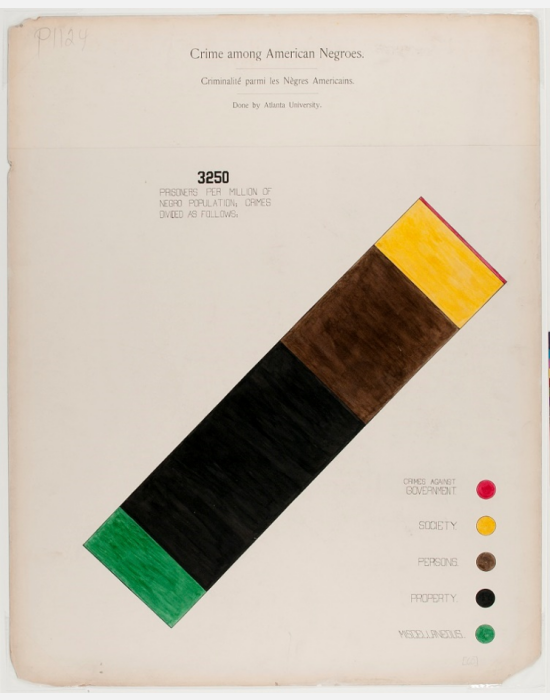 P1124
Crime among American Negroes.
Criminalité parmi les Nègres Americains.
Done by Atlanta University.
3250
PRISONERS PER MILLION OF
NEGRO POPULATION, CRIMES
DIVIDED AS FOLLOWS:
CRIMES AGAINST
GOVERNMENT.
SOCIETY.
PERSONS.
PROPERTY.
MISCELLANEOUS.